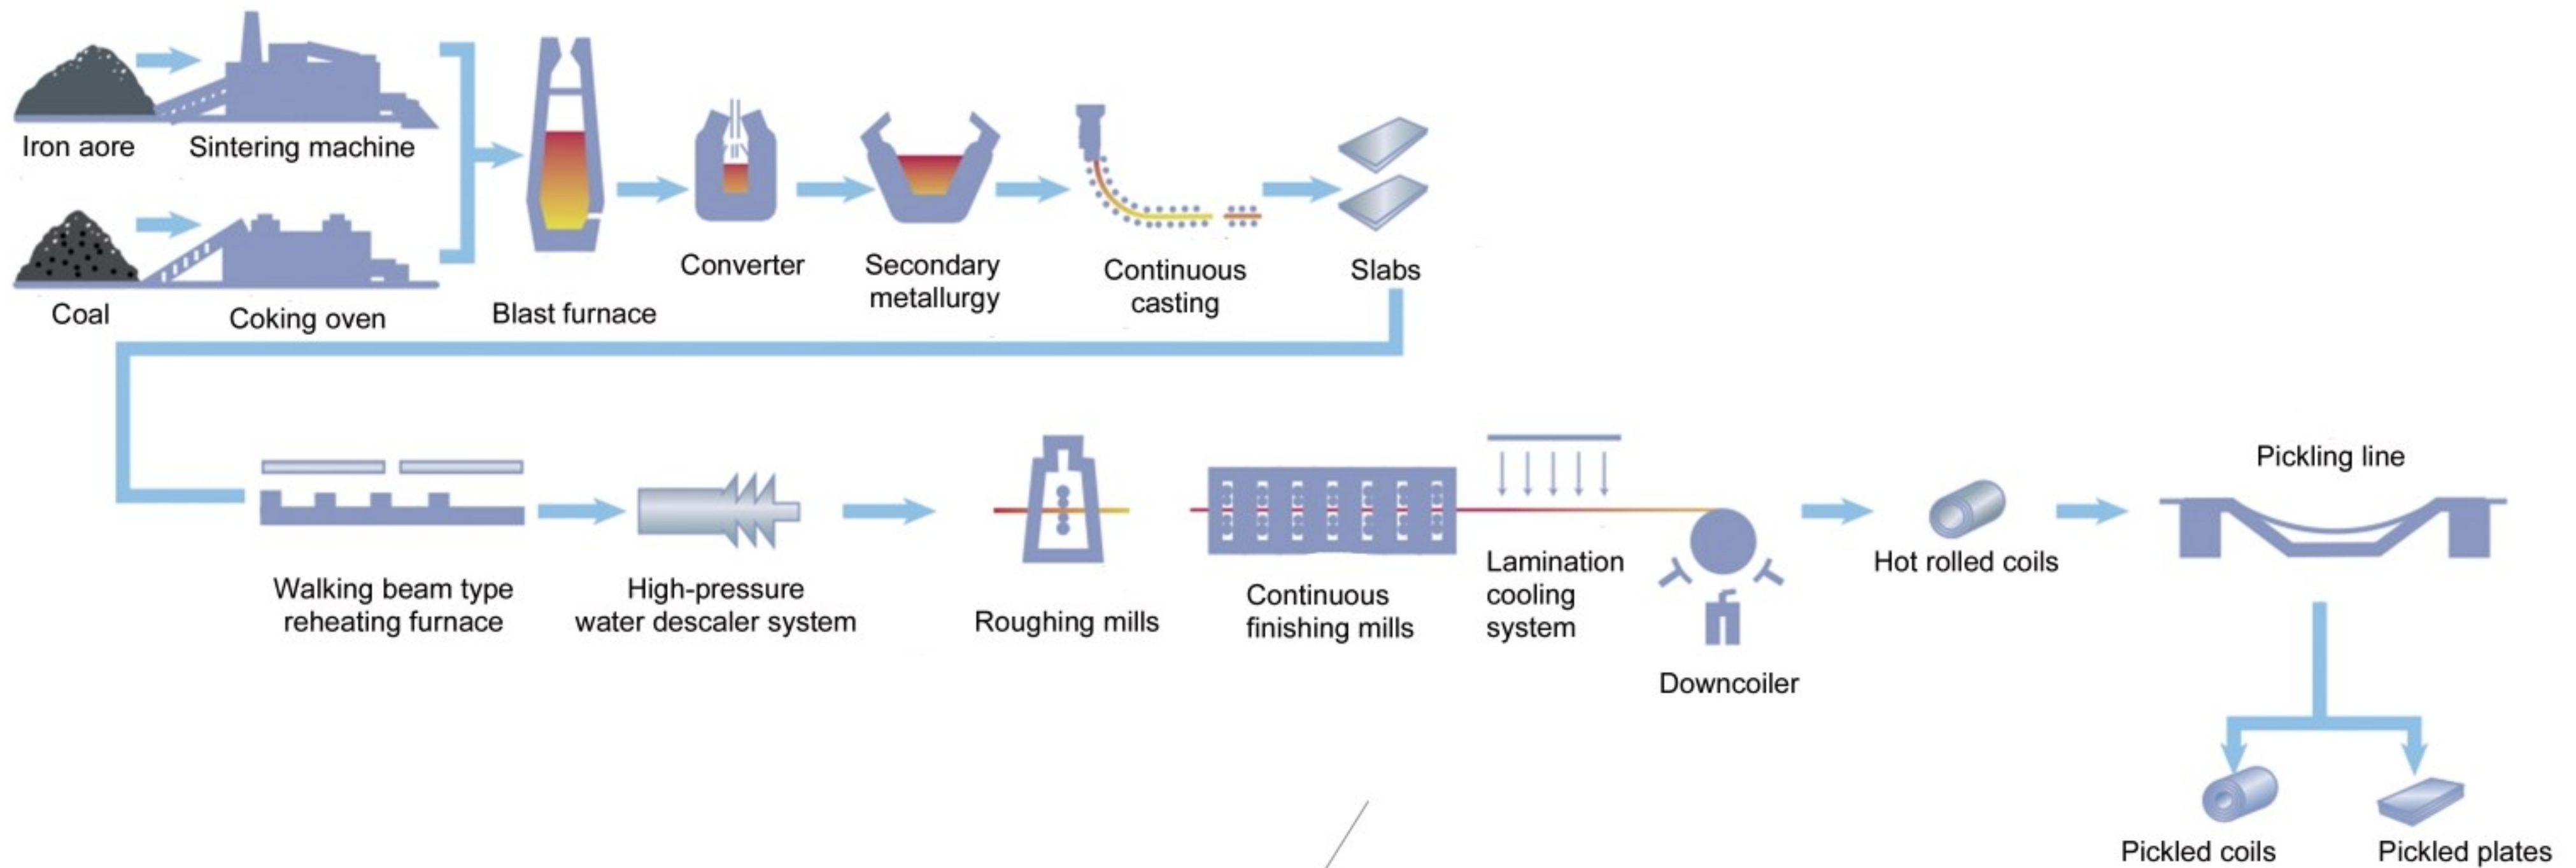 Iron aore
Sintering machine
Coal
Coking oven
Blast furnace
Converter
Secondary
metallurgy
Continuous
casting
Slabs
Walking beam type
reheating furnace
High-pressure
water descaler system
Roughing mills
Continuous
finishing mills
Lamination
cooling
system
Downcoiler
Hot rolled coils
Pickling line
Pickled coils
Pickled plates